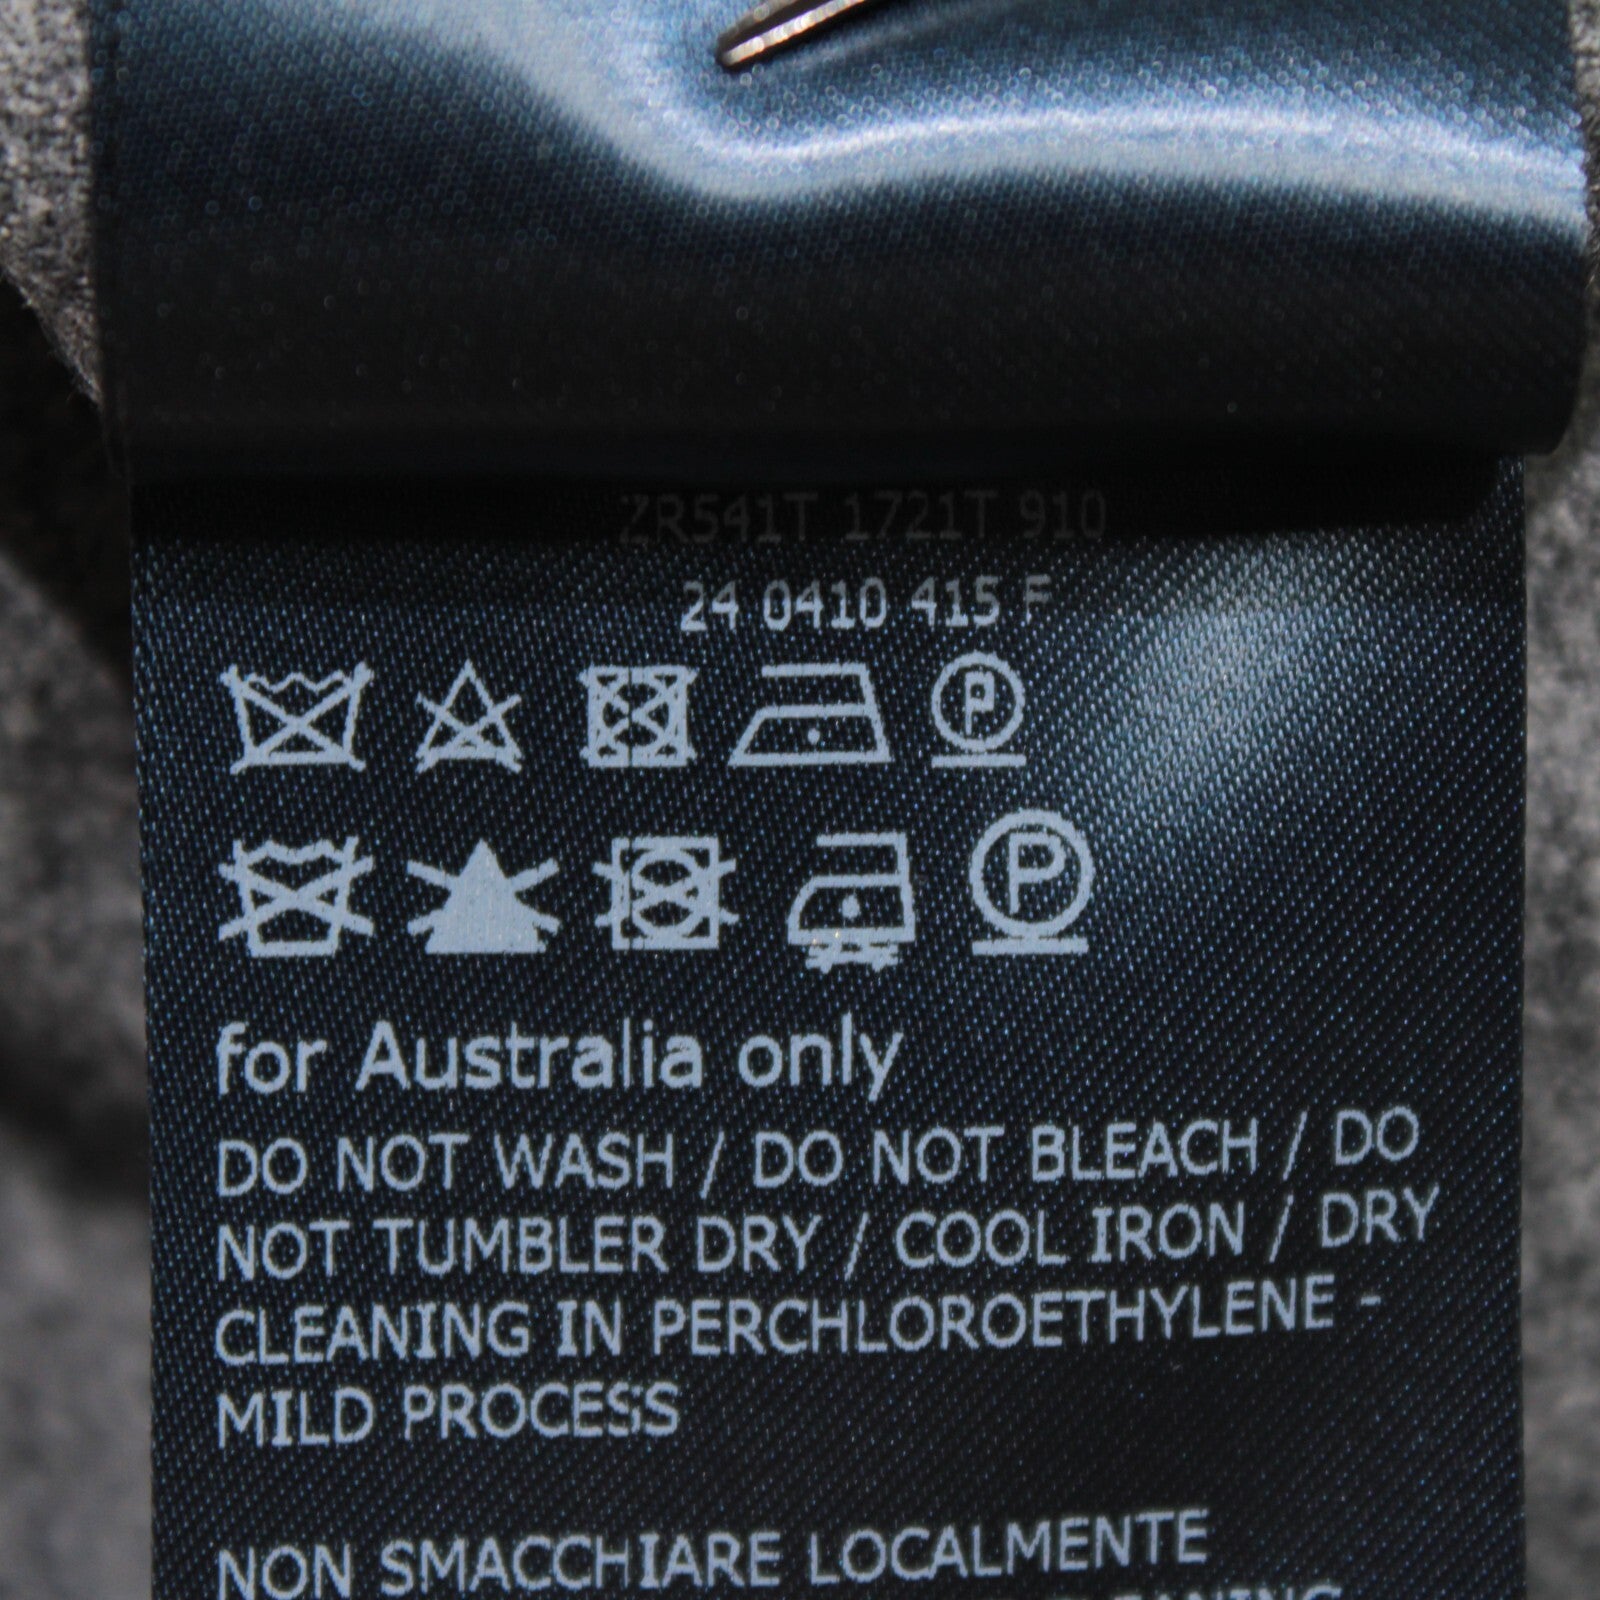 ZR541T 1721T 910
24 0410 415 F
P
P
for Australia only
DO NOT WASH / DO NOT BLEACH / DO
NOT TUMBLER DRY / COOL IRON / DRY
CLEANING IN PERCHLOROETHYLENE -
MILD PROCESS
NON SMACCHIARE LOCALMENTE